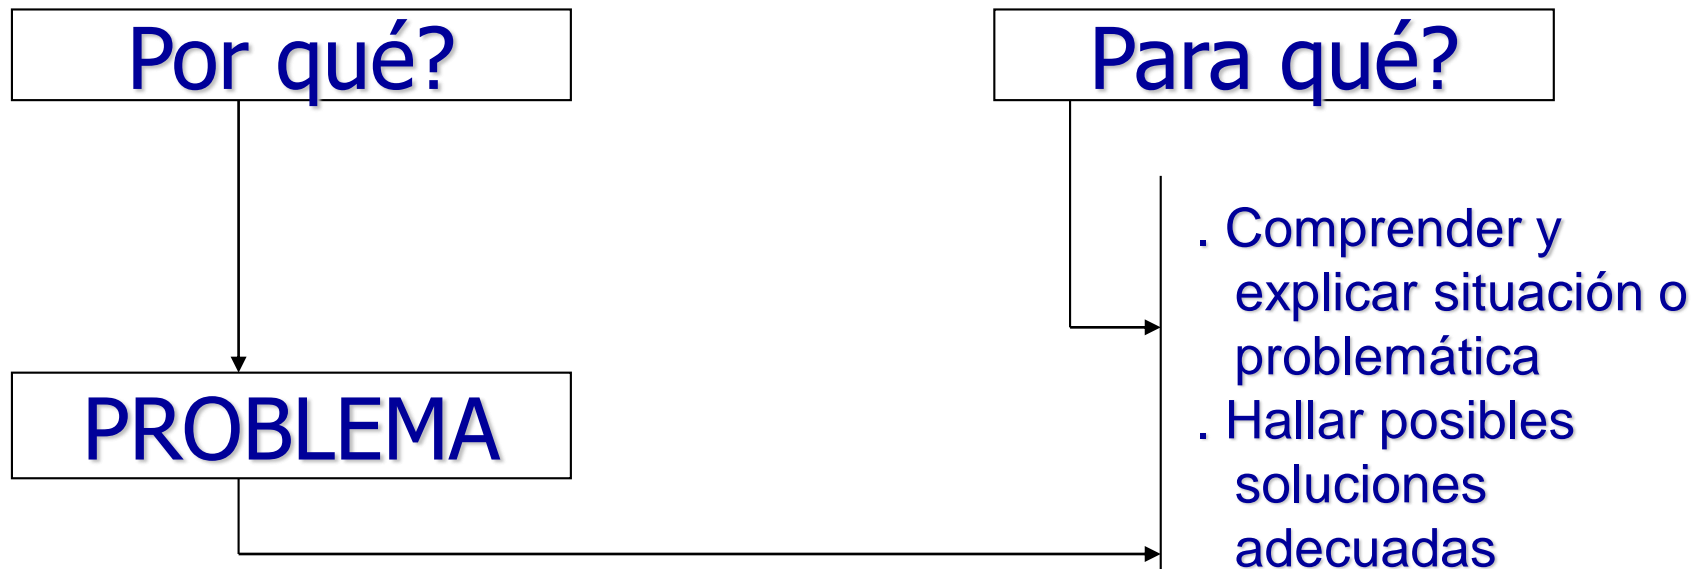 Por qué?
Para qué?
PROBLEMA
. Comprender y
explicar situación o
problemática
. Hallar posibles
soluciones
adecuadas